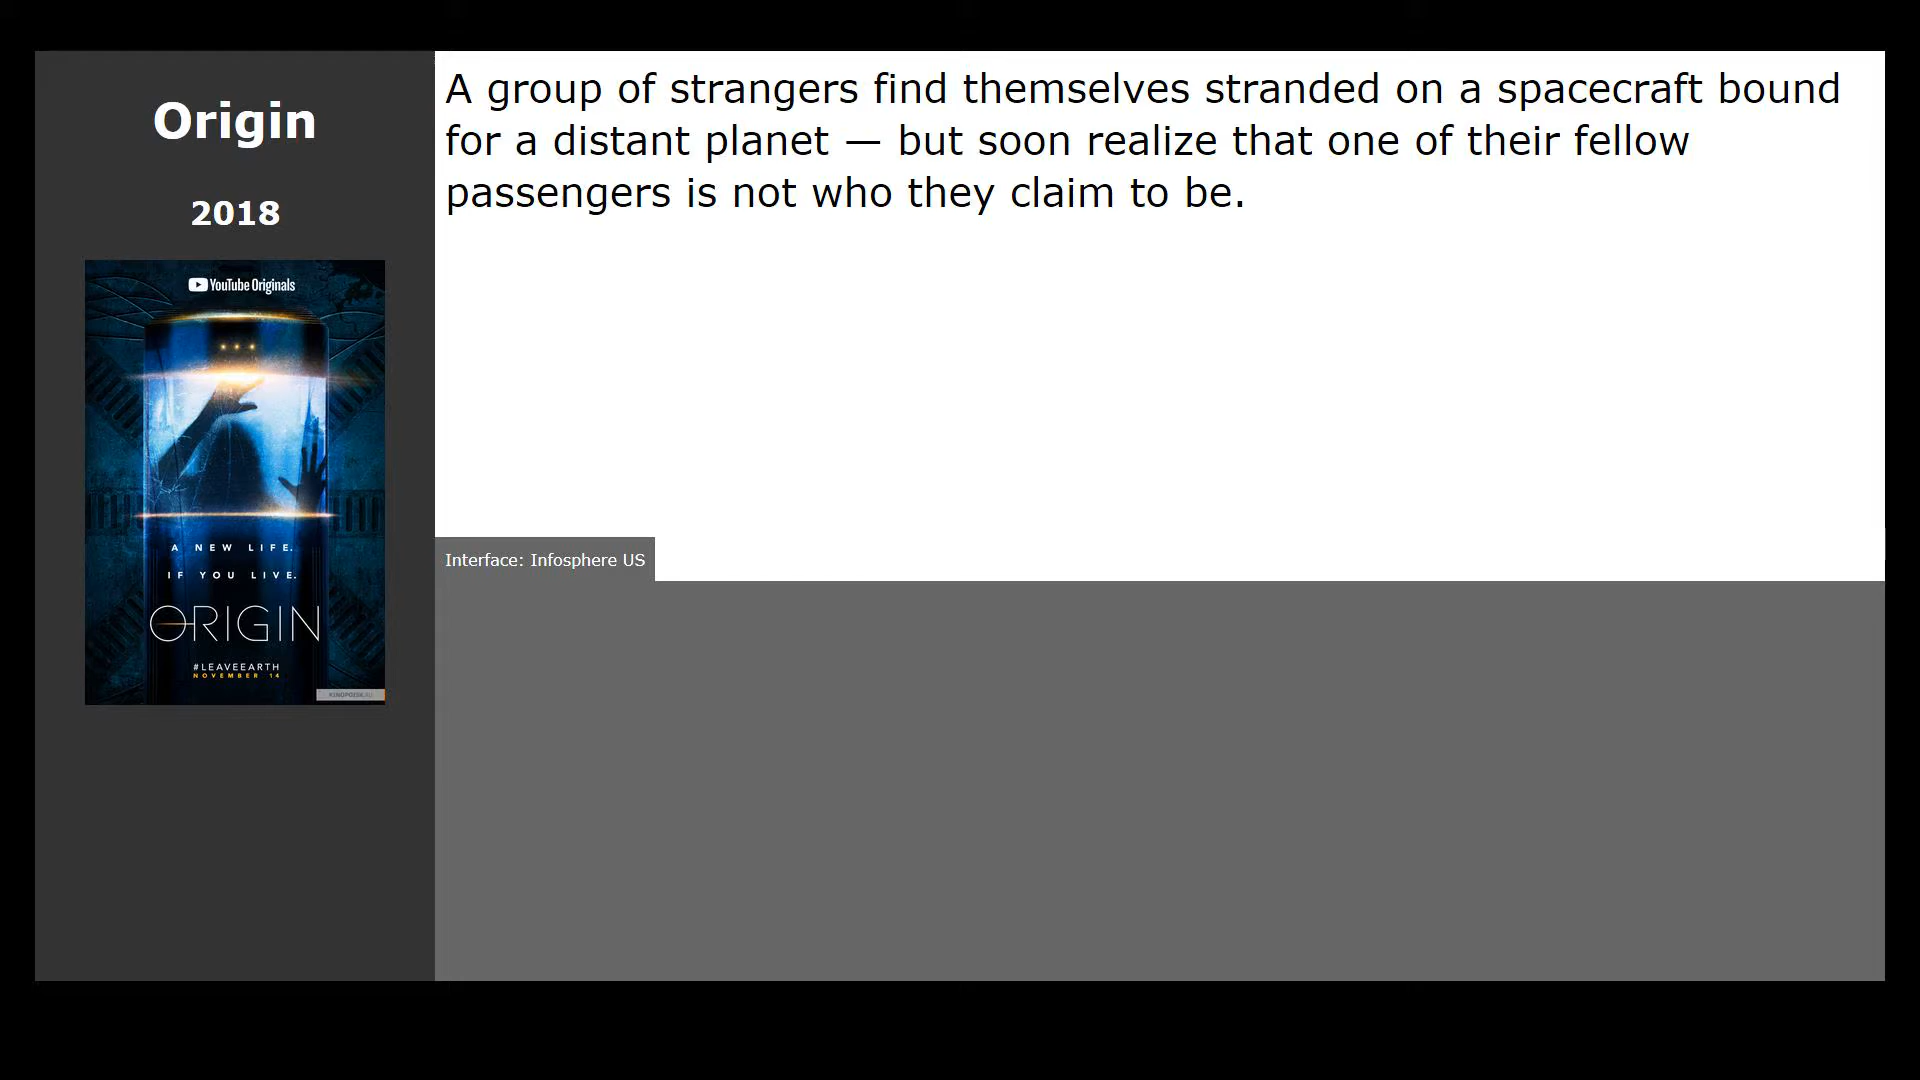 Origin
2018
YouTube Originals
A NEW LIFE.
IF YOU LIVE.
ORIGIN
#LEAVEEARTH
NOVEMBER 14
KINOPOISK.RU
A group of strangers find themselves stranded on a spacecraft bound
for a distant planet — but soon realize that one of their fellow
passengers is not who they claim to be.
Interface: Infosphere US